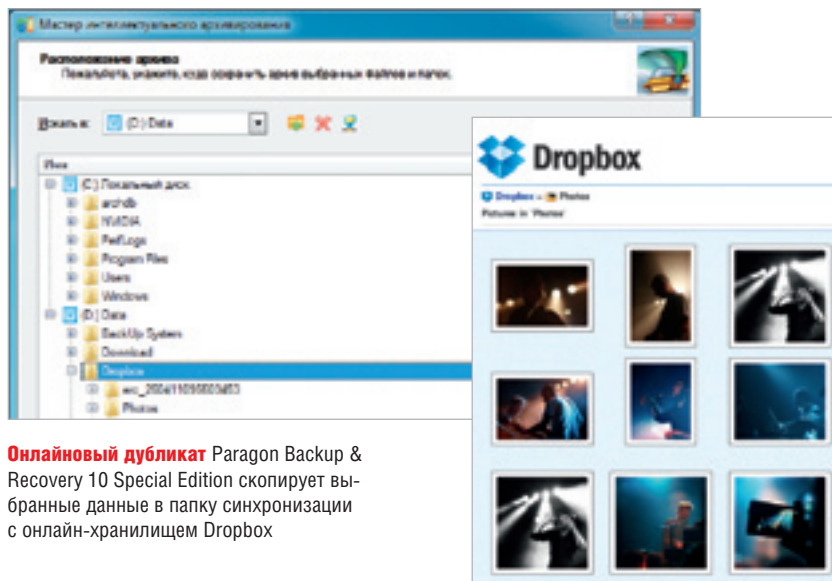 Мастер интеллектуального архивирования
Расположение архива
Пожалуйста, укажите, куда сохранить архив выбранных файлов и папок.
Искать в: (D:) Data
Имя
(C:) Локальный диск
archdb
NVIDIA
PerfLogs
Program Files
Users
Windows
(D:) Data
BackUp System
Download
Dropbox
Photos
Dropbox
Dropbox » Photos
Pictures in 'Photos'
Онлайновый дубликат Paragon Backup &
Recovery 10 Special Edition скопирует вы-
бранные данные в папку синхронизации
с онлайн-хранилищем Dropbox